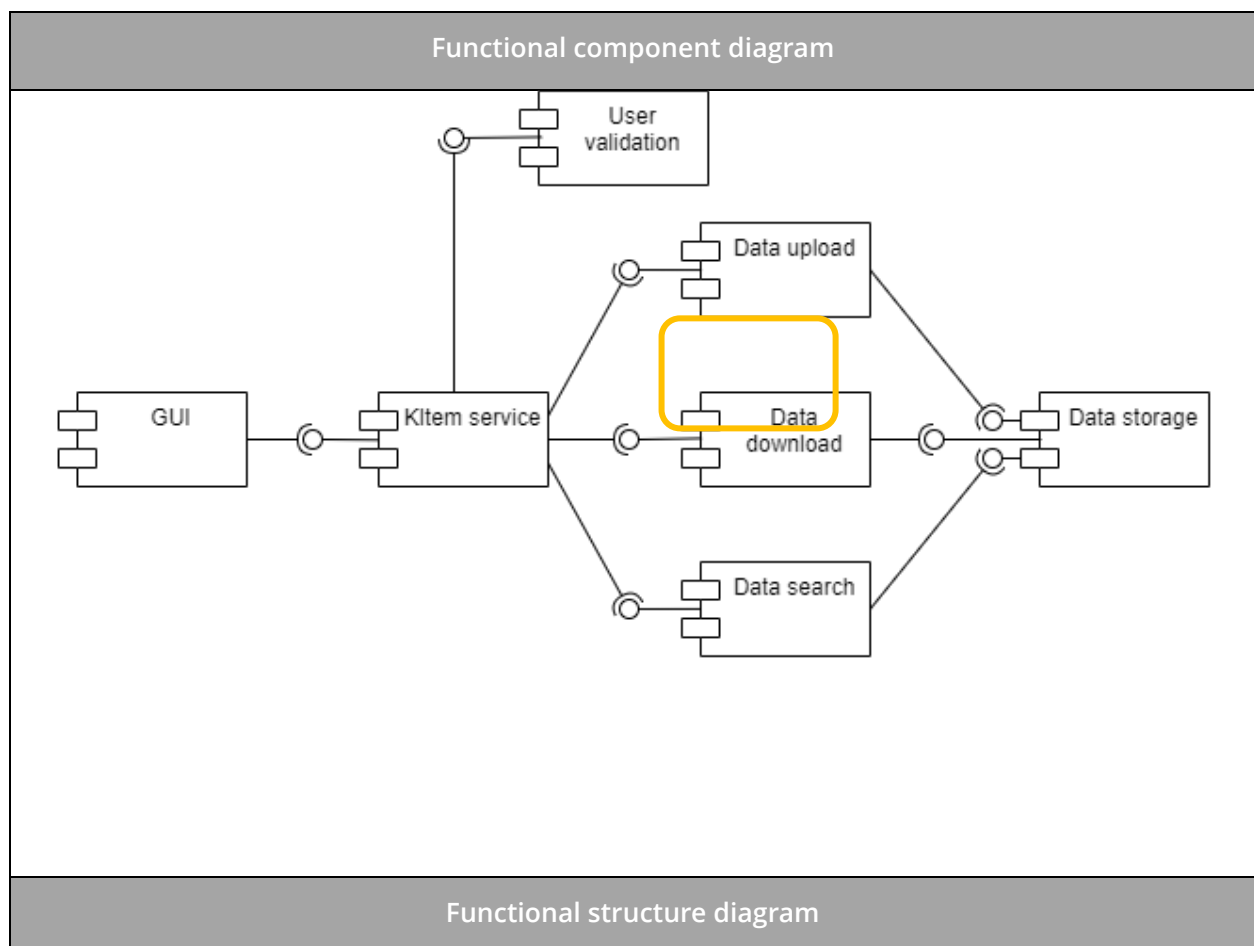 Functional component diagram
User
validation
Data upload
GUI
KItem service
Data
download
Data storage
Data search
Functional structure diagram